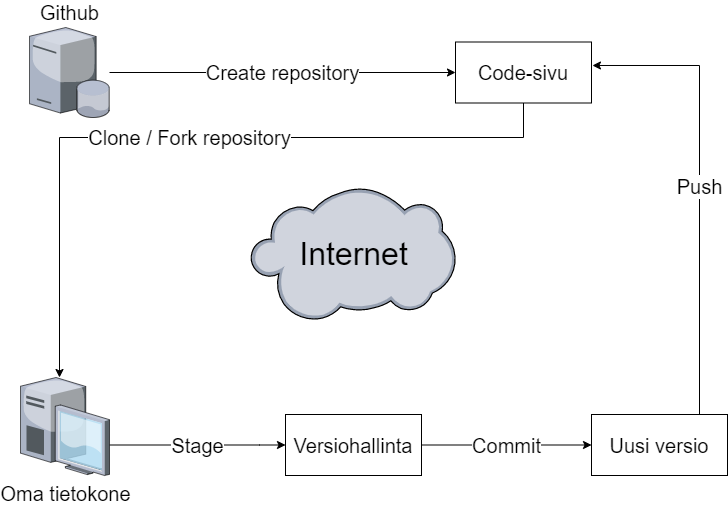 Github
Create repository
Code-sivu
Clone / Fork repository
Push
Internet
Stage
Versiohallinta
Commit
Uusi versio
Oma tietokone